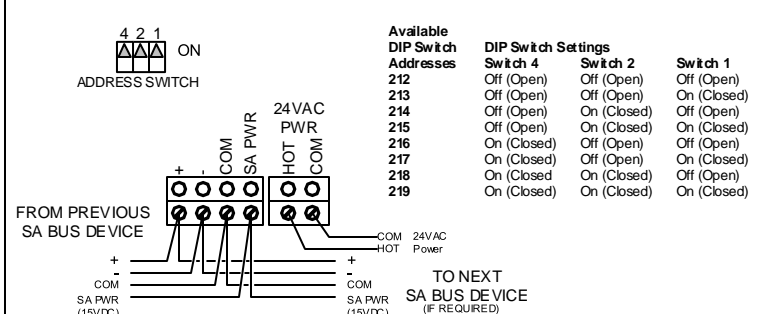 4 2 1
ON
ADDRESS SWITCH
Available
DIP Switch DIP Switch Settings
Addresses Switch 4 Switch 2 Switch 1
212 Off (Open) Off (Open) Off (Open)
213 Off (Open) Off (Open) On (Closed)
214 Off (Open) On (Closed) Off (Open)
215 Off (Open) On (Closed) On (Closed)
216 On (Closed) Off (Open) Off (Open)
217 On (Closed) Off (Open) On (Closed)
218 On (Closed On (Closed) Off (Open)
219 On (Closed) On (Closed) On (Closed)
24VAC
PWR
+ - COM SA PWR HOT COM
FROM PREVIOUS
SA BUS DEVICE
COM 24VAC
HOT Power
+ +
- -
COM COM
SA PWR SA PWR
(15VDC) (15VDC)
TO NEXT
SA BUS DEVICE
(IF REQUIRED)